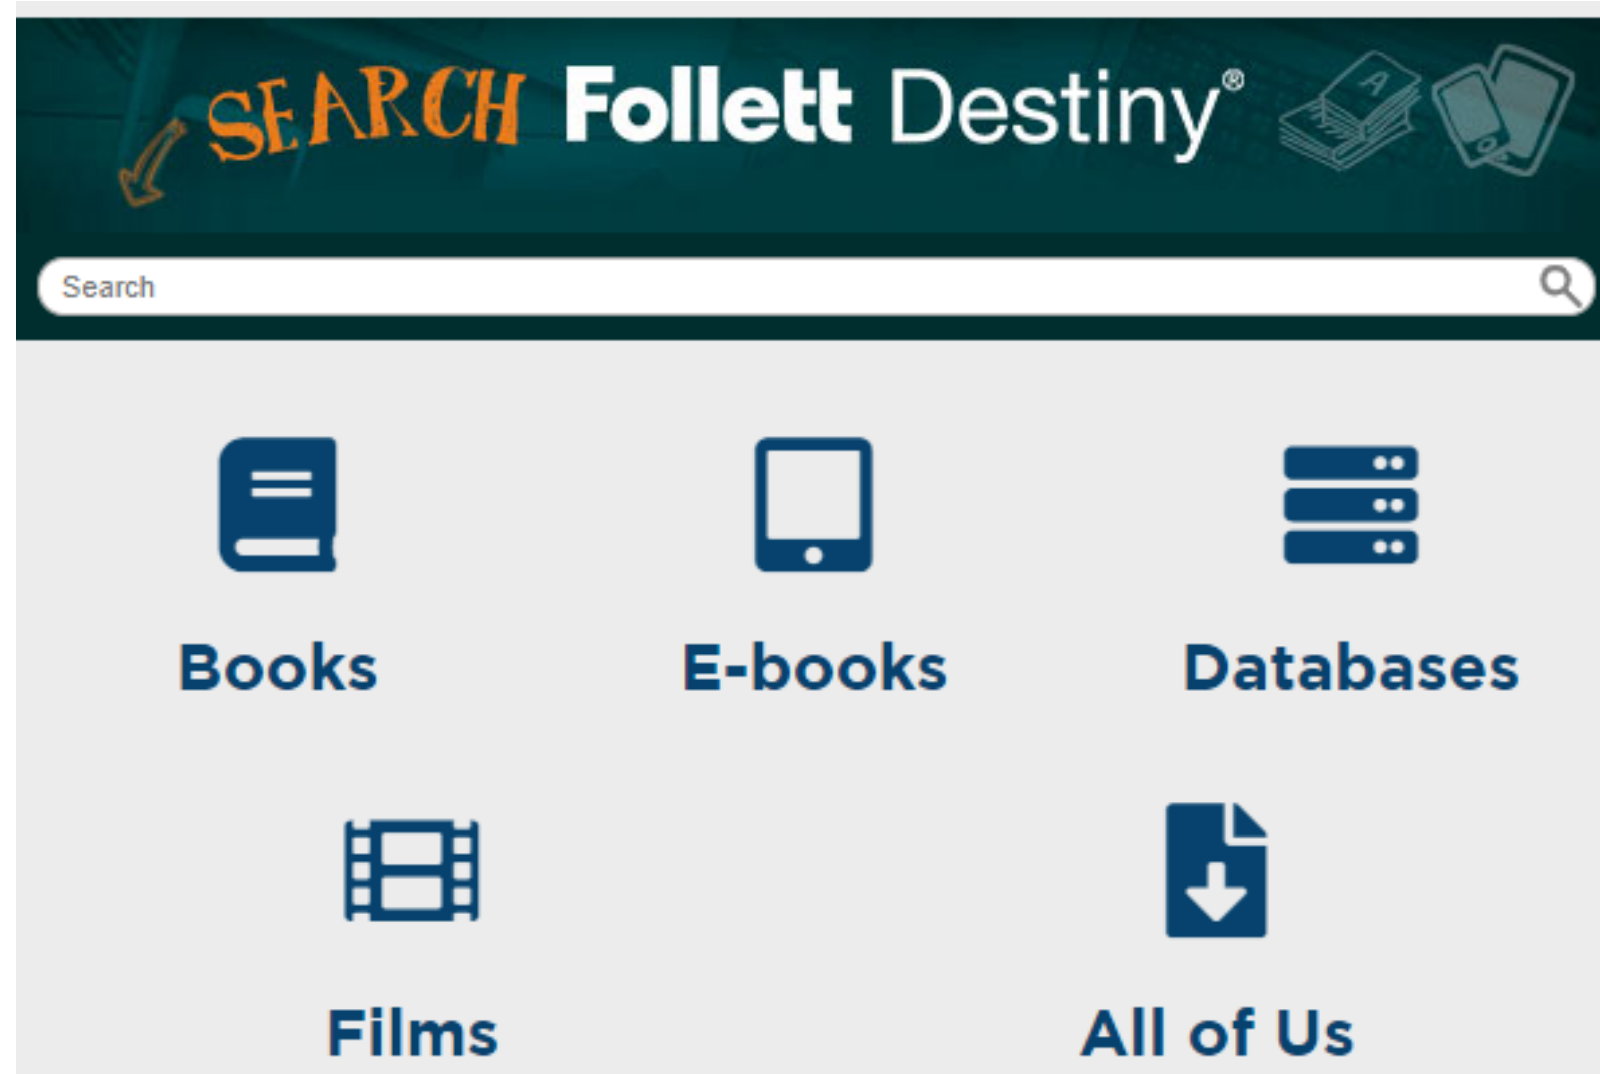 SEARCH Follett Destiny®
A
Search
Books E-books Databases
Films All of Us